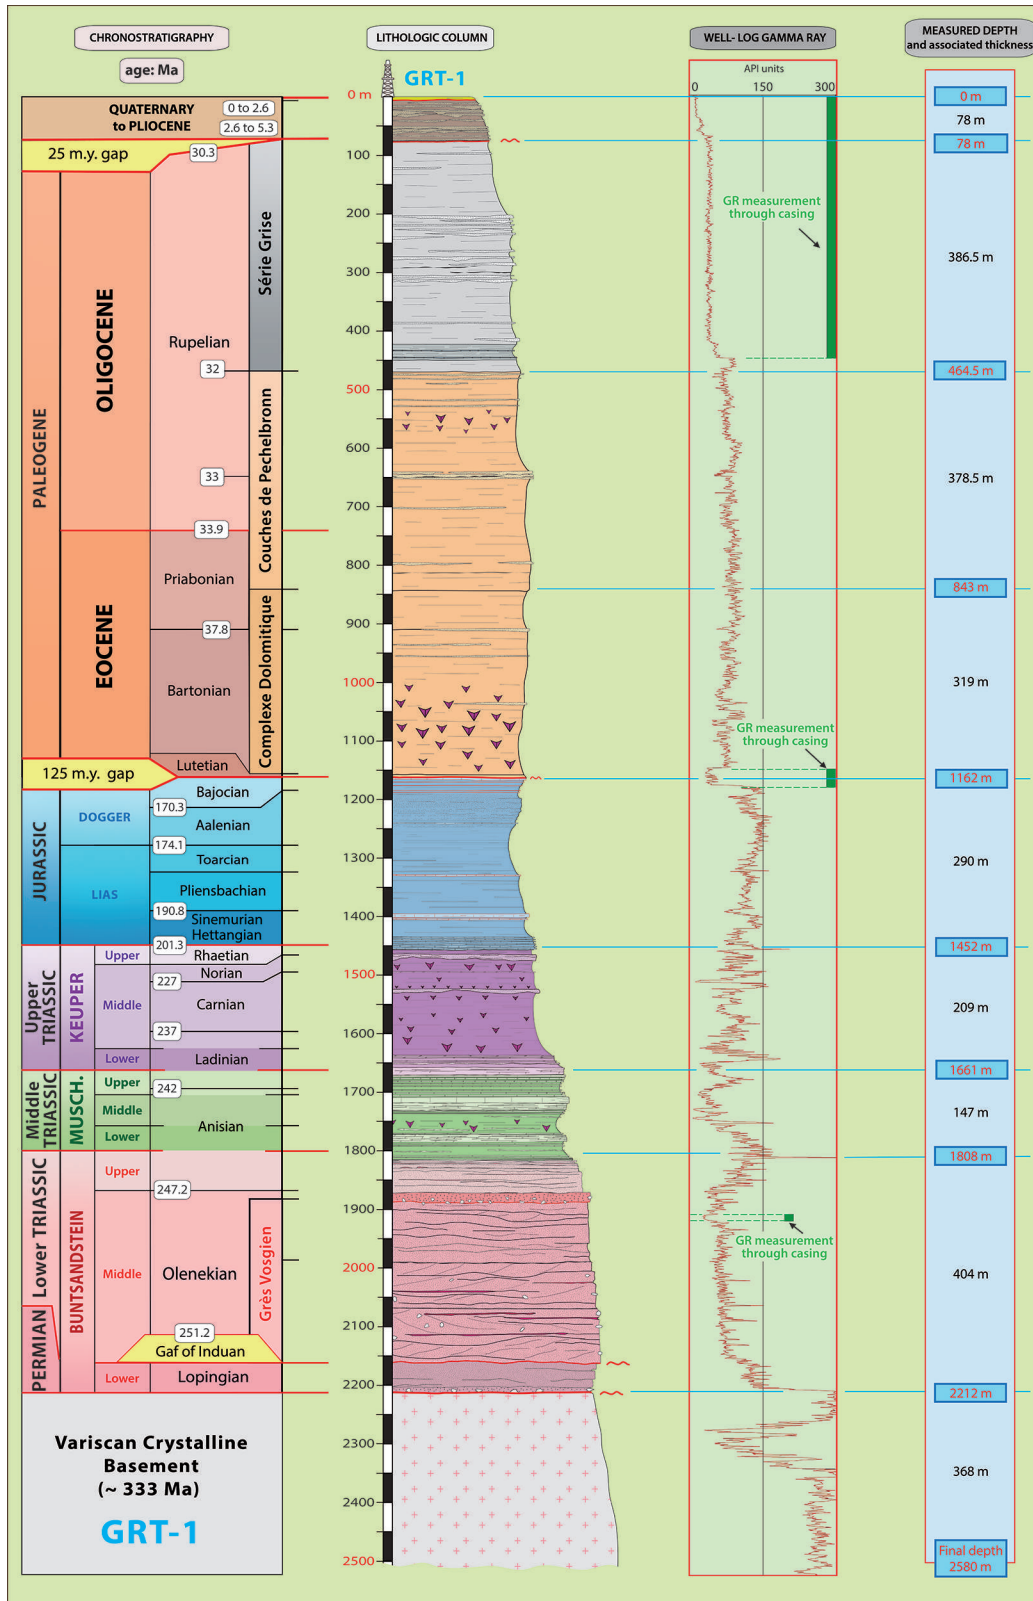 CHRONOSTRATIGRAPHY
age: Ma
LITHOLOGIC COLUMN
GRT-1
WELL- LOG GAMMA RAY
API units
0
150
300
MEASURED DEPTH
and associated thickness
QUATERNARY
to PLIOCENE
0 to 2.6
2.6 to 5.3
25 m.y. gap
30.3
PALEOGENE
OLIGOCENE
Rupelian
Série Grise
32
33
33.9
Couches de Pechelbronn
EOCENE
Priabonian
37.8
Bartonian
Complexe Dolomitique
Lutetian
125 m.y. gap
JURASSIC
DOGGER
Bajocian
170.3
Aalenian
174.1
LIAS
Toarcian
Pliensbachian
190.8
Sinemurian
Hettangian
201.3
Upper
TRIASSIC
KEUPER
Upper
Rhaetian
Norian
227
Middle
Carnian
237
Lower
Ladinian
Middle
TRIASSIC
MUSCH.
Upper
242
Middle
Anisian
Lower
Lower TRIASSIC
BUNTSANDSTEIN
Upper
247.2
Middle
Olenekian
Grès Vosgien
251.2
Gaf of Induan
PERMIAN
Lower
Lopingian
Variscan Crystalline
Basement
(~ 333 Ma)
GRT-1
0 m
100
200
300
400
500
600
700
800
900
1000
1100
1200
1300
1400
1500
1600
1700
1800
1900
2000
2100
2200
2300
2400
2500
GR measurement
through casing
GR measurement
through casing
GR measurement
through casing
0 m
78 m
78 m
386.5 m
464.5 m
378.5 m
843 m
319 m
1162 m
290 m
1452 m
209 m
1661 m
147 m
1808 m
404 m
2212 m
368 m
Final depth
2580 m